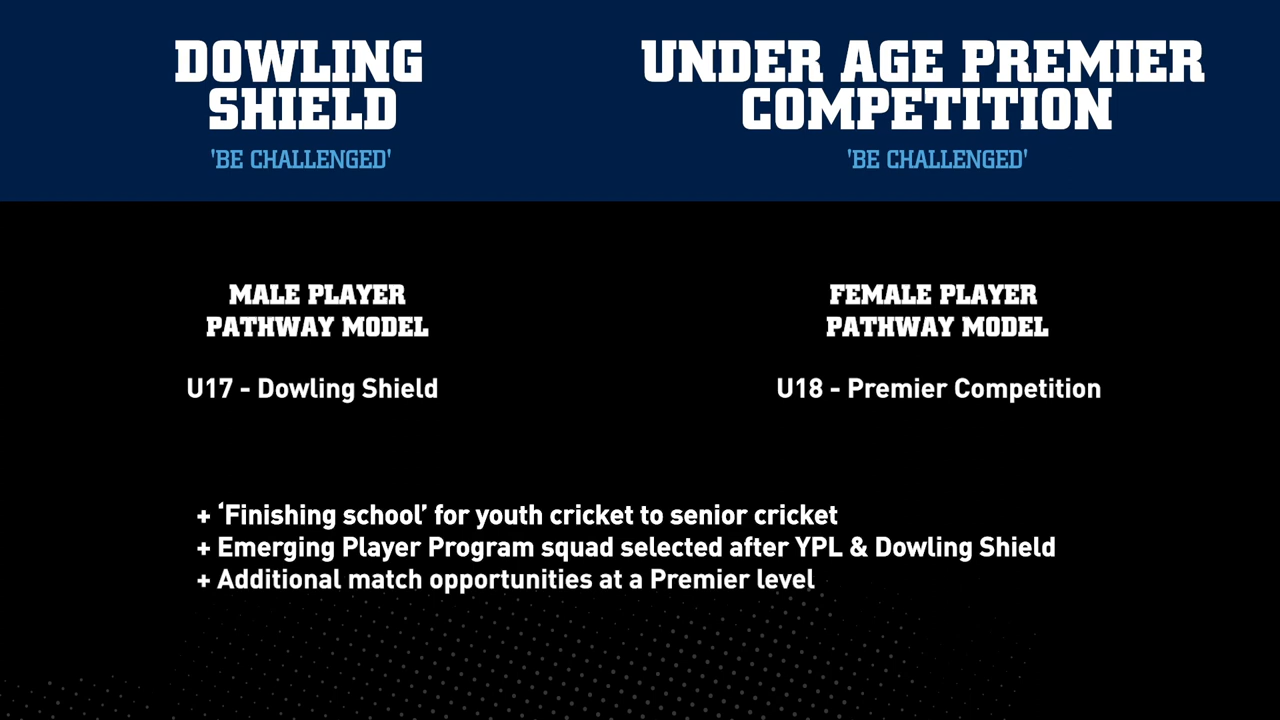 DOWLING
SHIELD
'BE CHALLENGED'
UNDER AGE PREMIER
COMPETITION
'BE CHALLENGED'
MALE PLAYER
PATHWAY MODEL
U17 - Dowling Shield
FEMALE PLAYER
PATHWAY MODEL
U18 - Premier Competition
+ ‘Finishing school’ for youth cricket to senior cricket
+ Emerging Player Program squad selected after YPL & Dowling Shield
+ Additional match opportunities at a Premier level